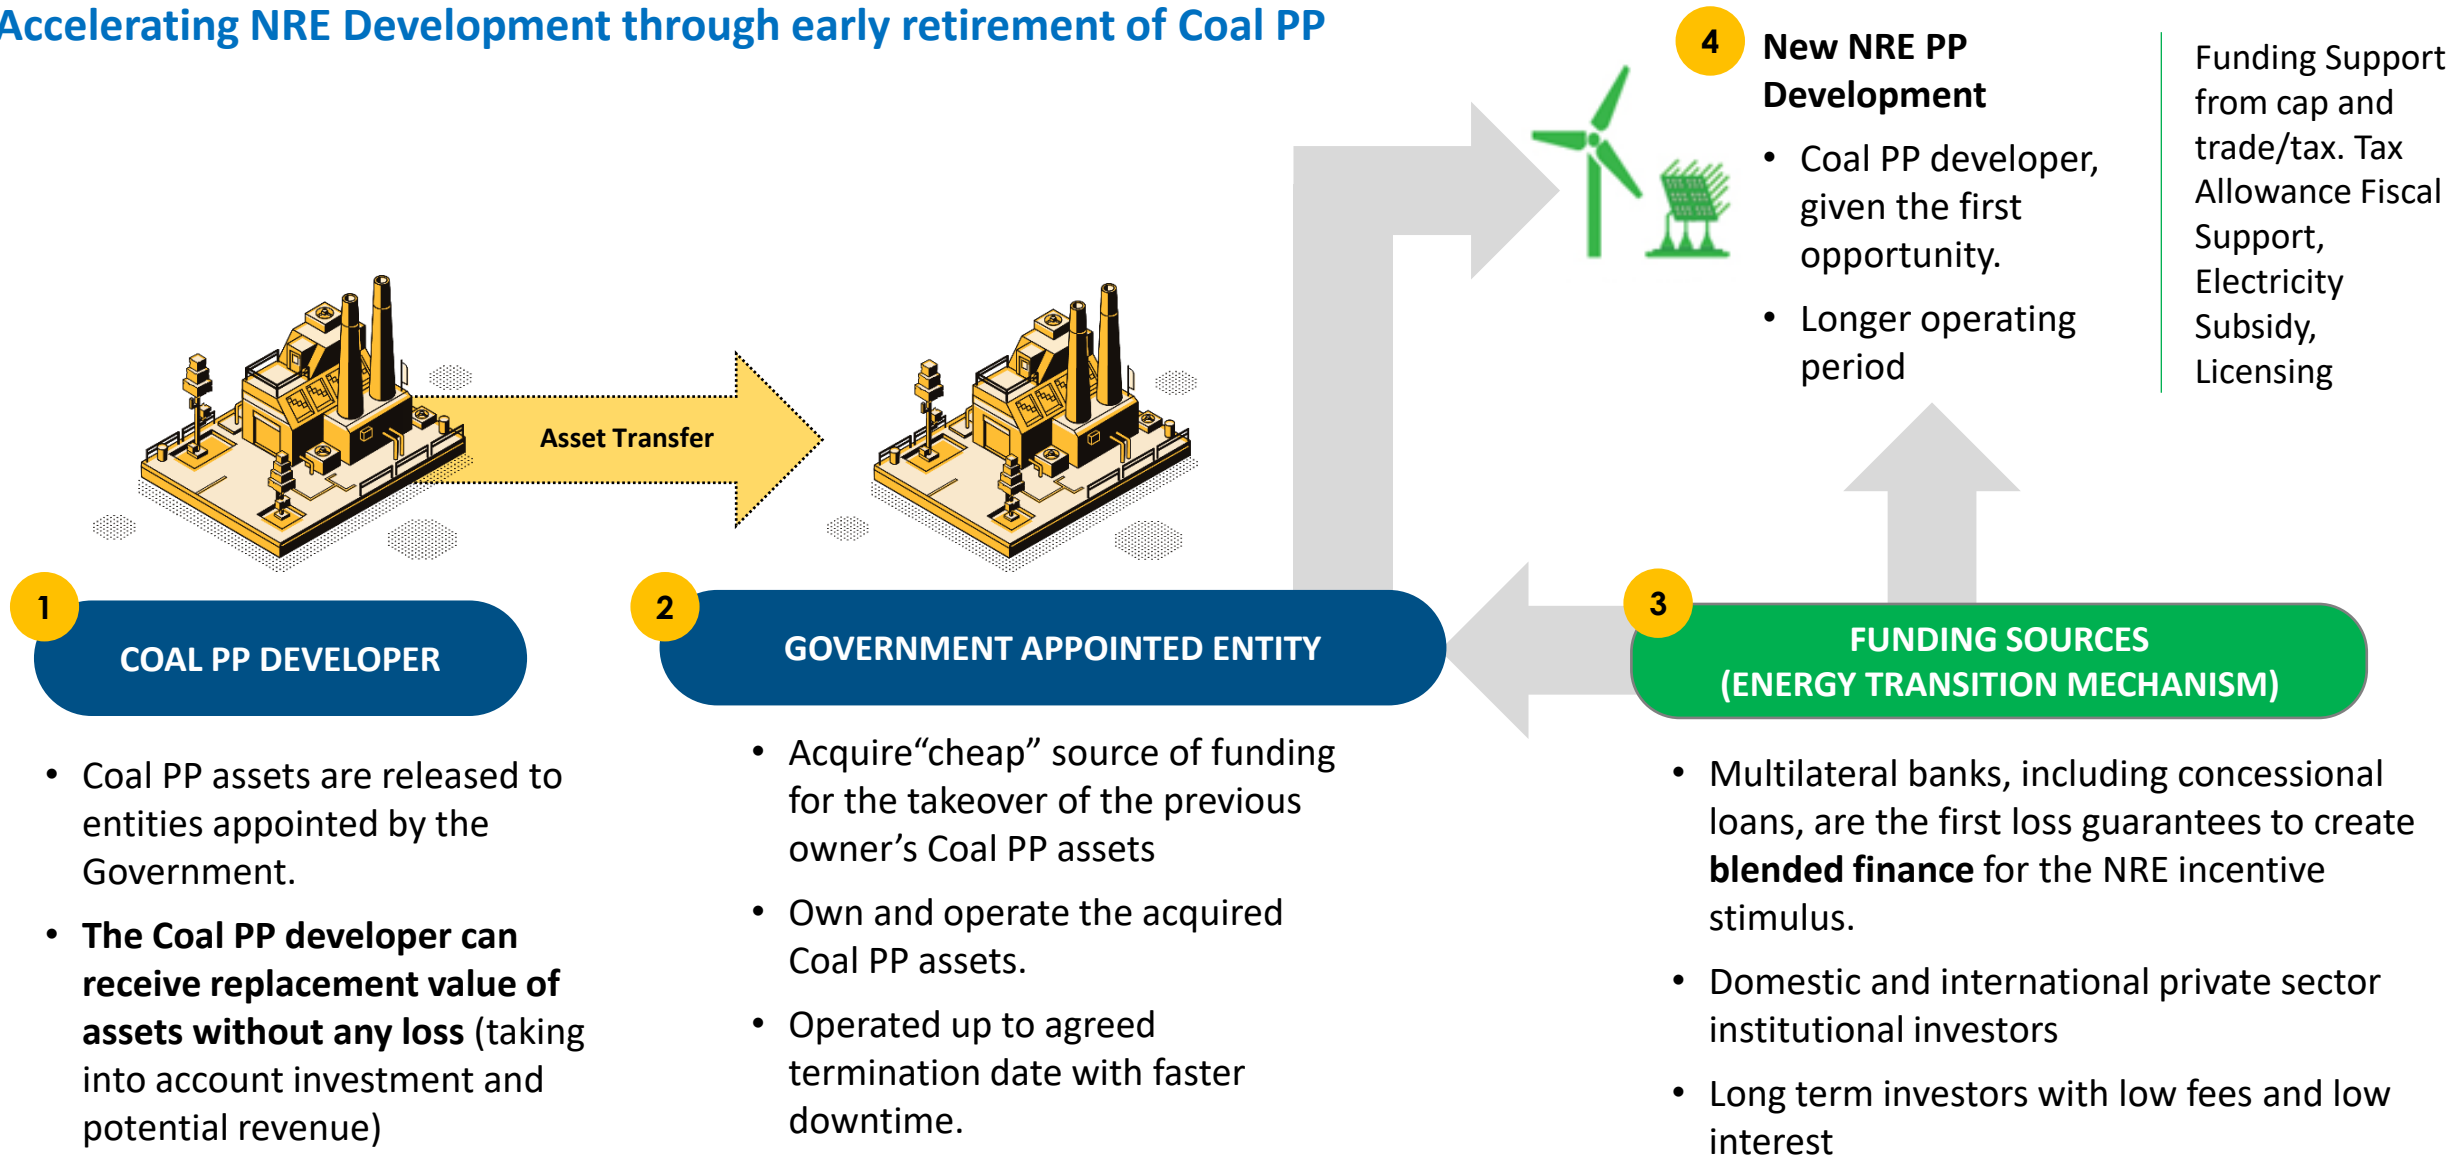 Accelerating NRE Development through early retirement of Coal PP
4
New NRE PP
Development
• Coal PP developer,
given the first
opportunity.
• Longer operating
period
Funding Support
from cap and
trade/tax. Tax
Allowance Fiscal
Support,
Electricity
Subsidy,
Licensing
Asset Transfer
1
COAL PP DEVELOPER
• Coal PP assets are released to
entities appointed by the
Government.
• The Coal PP developer can
receive replacement value of
assets without any loss (taking
into account investment and
potential revenue)
2
GOVERNMENT APPOINTED ENTITY
• Acquire“cheap” source of funding
for the takeover of the previous
owner’s Coal PP assets
• Own and operate the acquired
Coal PP assets.
• Operated up to agreed
termination date with faster
downtime.
3
FUNDING SOURCES
(ENERGY TRANSITION MECHANISM)
• Multilateral banks, including concessional
loans, are the first loss guarantees to create
blended finance for the NRE incentive
stimulus.
• Domestic and international private sector
institutional investors
• Long term investors with low fees and low
interest